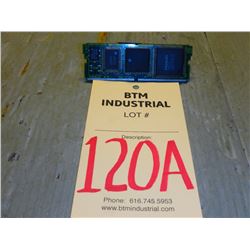 BTM
INDUSTRIAL
LOT #
Description:
120A
Phone: 616.745.5953
www.btmindustrial.com